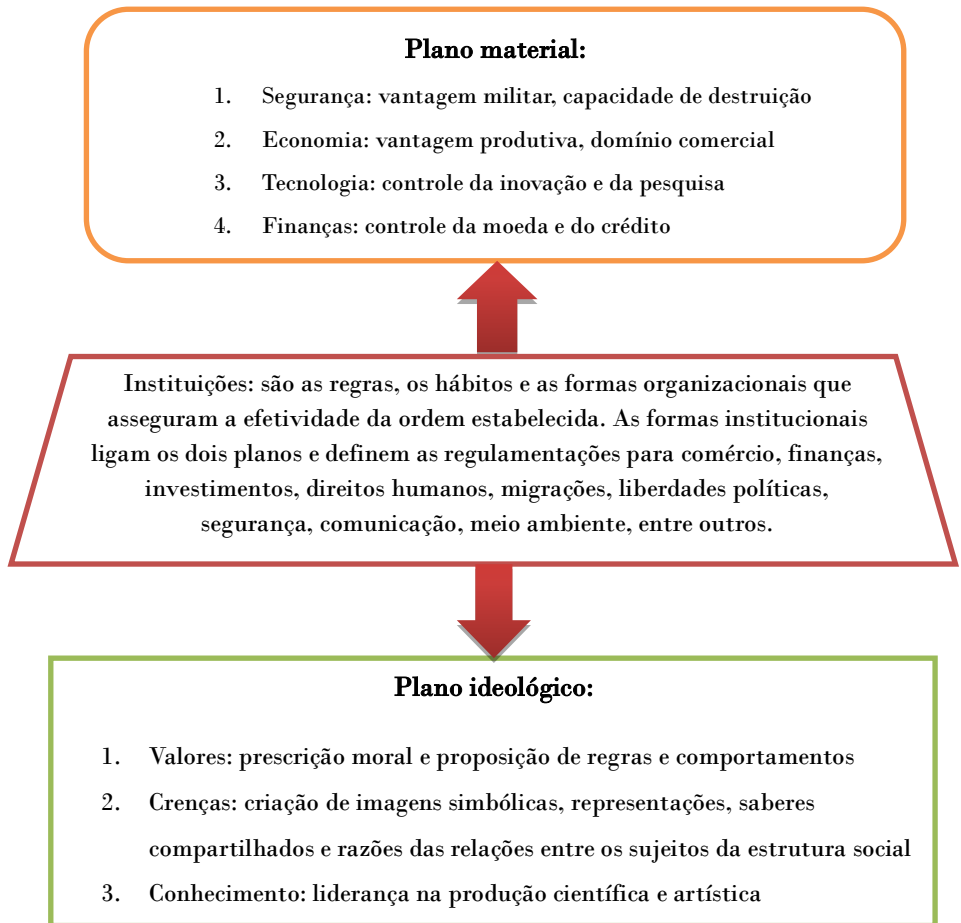 Plano material:
1. Segurança: vantagem militar, capacidade de destruição
2. Economia: vantagem produtiva, domínio comercial
3. Tecnologia: controle da inovação e da pesquisa
4. Finanças: controle da moeda e do crédito
Instituições: são as regras, os hábitos e as formas organizacionais que
asseguram a efetividade da ordem estabelecida. As formas institucionais
ligam os dois planos e definem as regulamentações para comércio, finanças,
investimentos, direitos humanos, migrações, liberdades políticas,
segurança, comunicação, meio ambiente, entre outros.
Plano ideológico:
1. Valores: prescrição moral e proposição de regras e comportamentos
2. Crenças: criação de imagens simbólicas, representações, saberes
compartilhados e razões das relações entre os sujeitos da estrutura social
3. Conhecimento: liderança na produção científica e artística